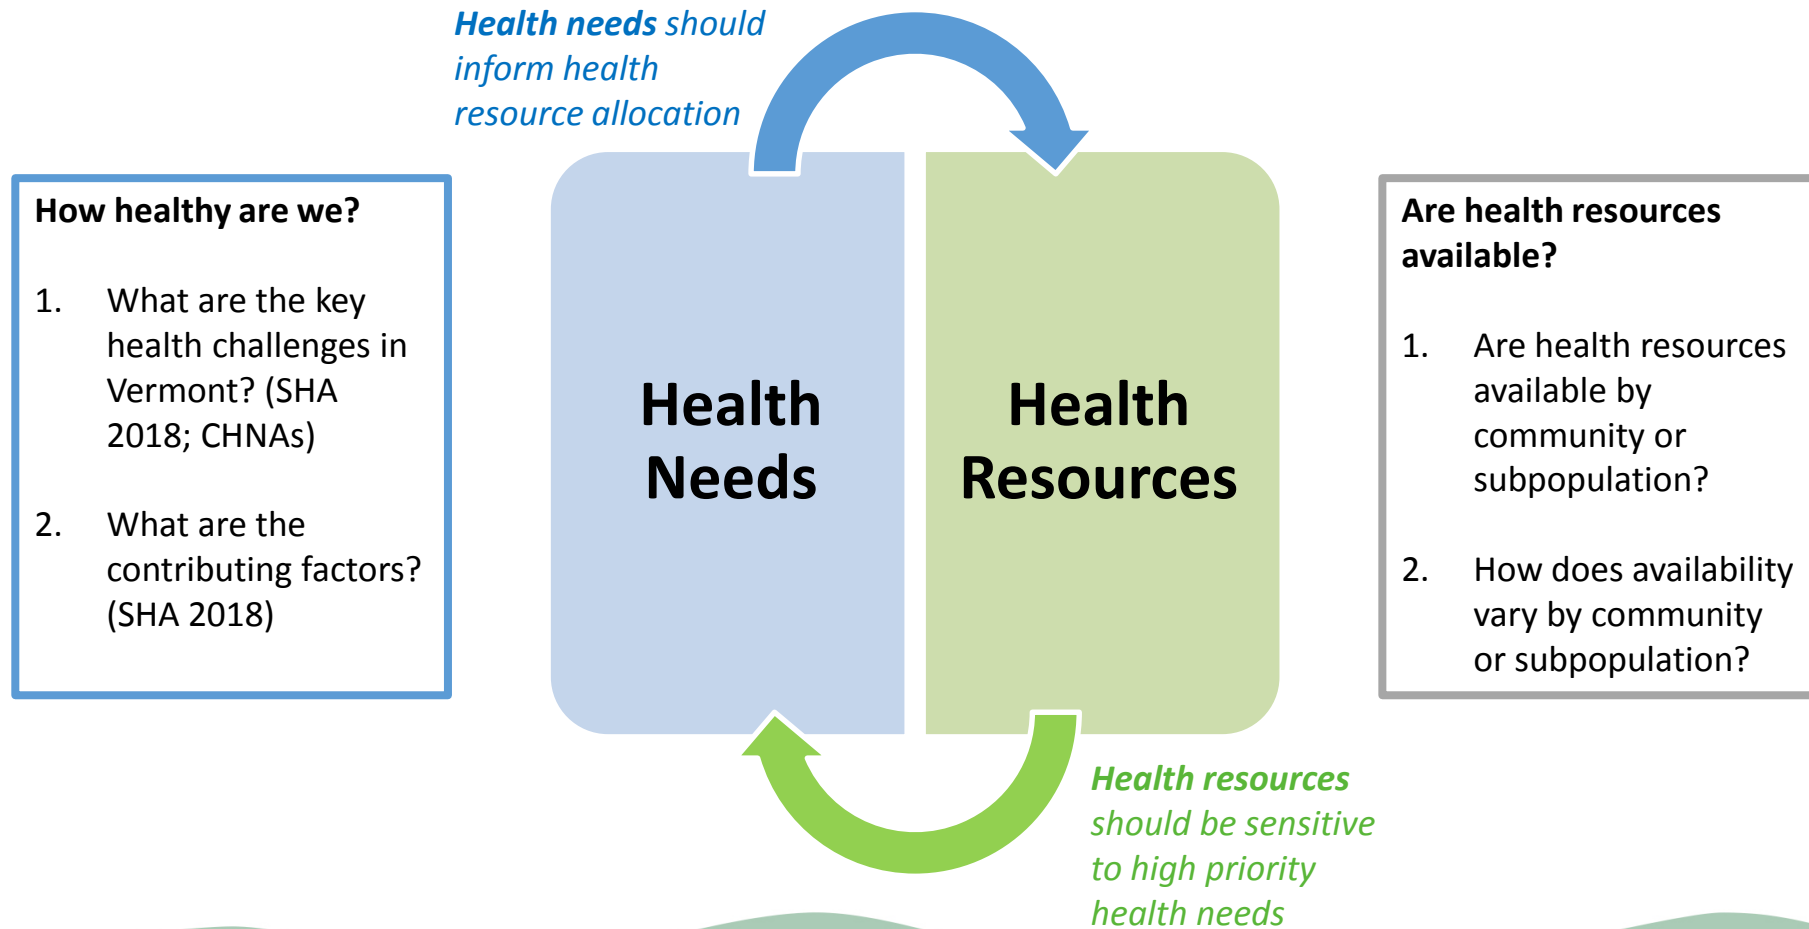 Health needs should
inform health
resource allocation
How healthy are we?
1. What are the key
health challenges in
Vermont? (SHA
2018; CHNAs)
2. What are the
contributing factors?
(SHA 2018)
Health
Needs
Health
Resources
Are health resources
available?
1. Are health resources
available by
community or
subpopulation?
2. How does availability
vary by community
or subpopulation?
Health resources
should be sensitive
to high priority
health needs